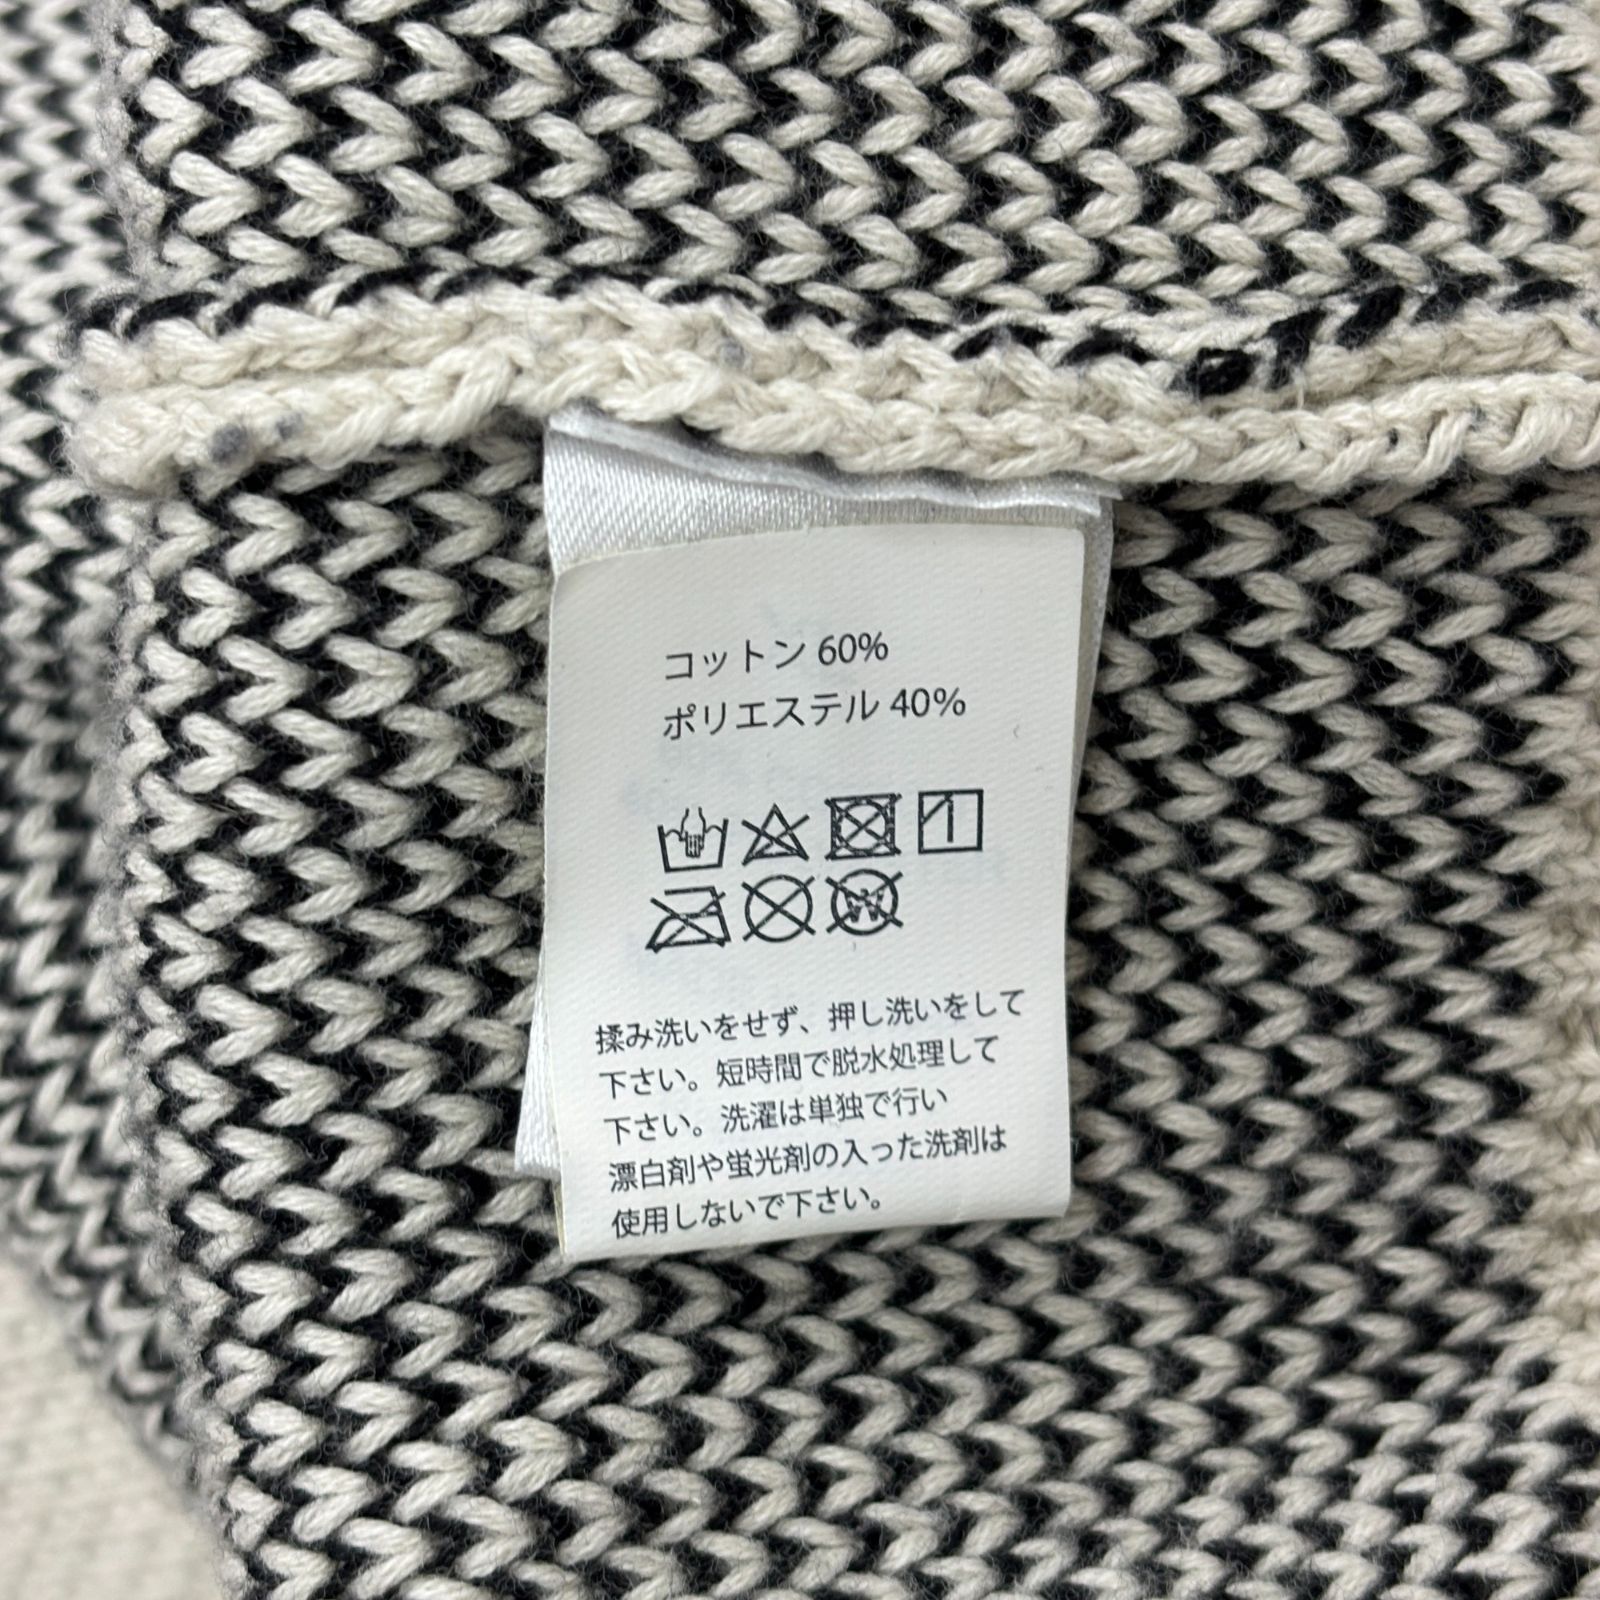 コットン 60%
ポリエステル 40%
揉み洗いをせず、押し洗いをして
下さい。短時間で脱水処理して
下さい。洗濯は単独で行い
漂白剤や蛍光剤の入った洗剤は
使用しないで下さい。